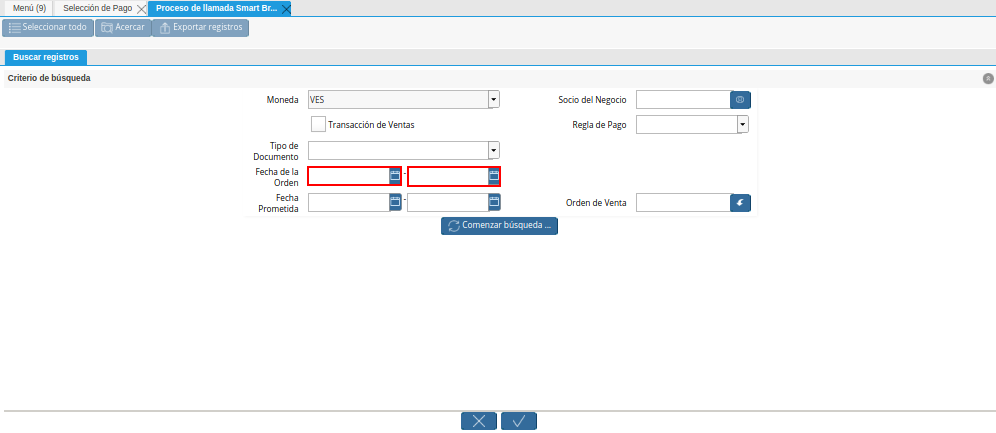 Menú (9) Selección de Pago Proceso de llamada Smart Br...
Seleccionar todo Acercar Exportar registros
Buscar registros
Criterio de búsqueda
Moneda VES Socio del Negocio
Transacción de Ventas Regla de Pago
Tipo de
Documento
Fecha de la
Orden -
Fecha
Prometida - Orden de Venta
Comenzar búsqueda ...